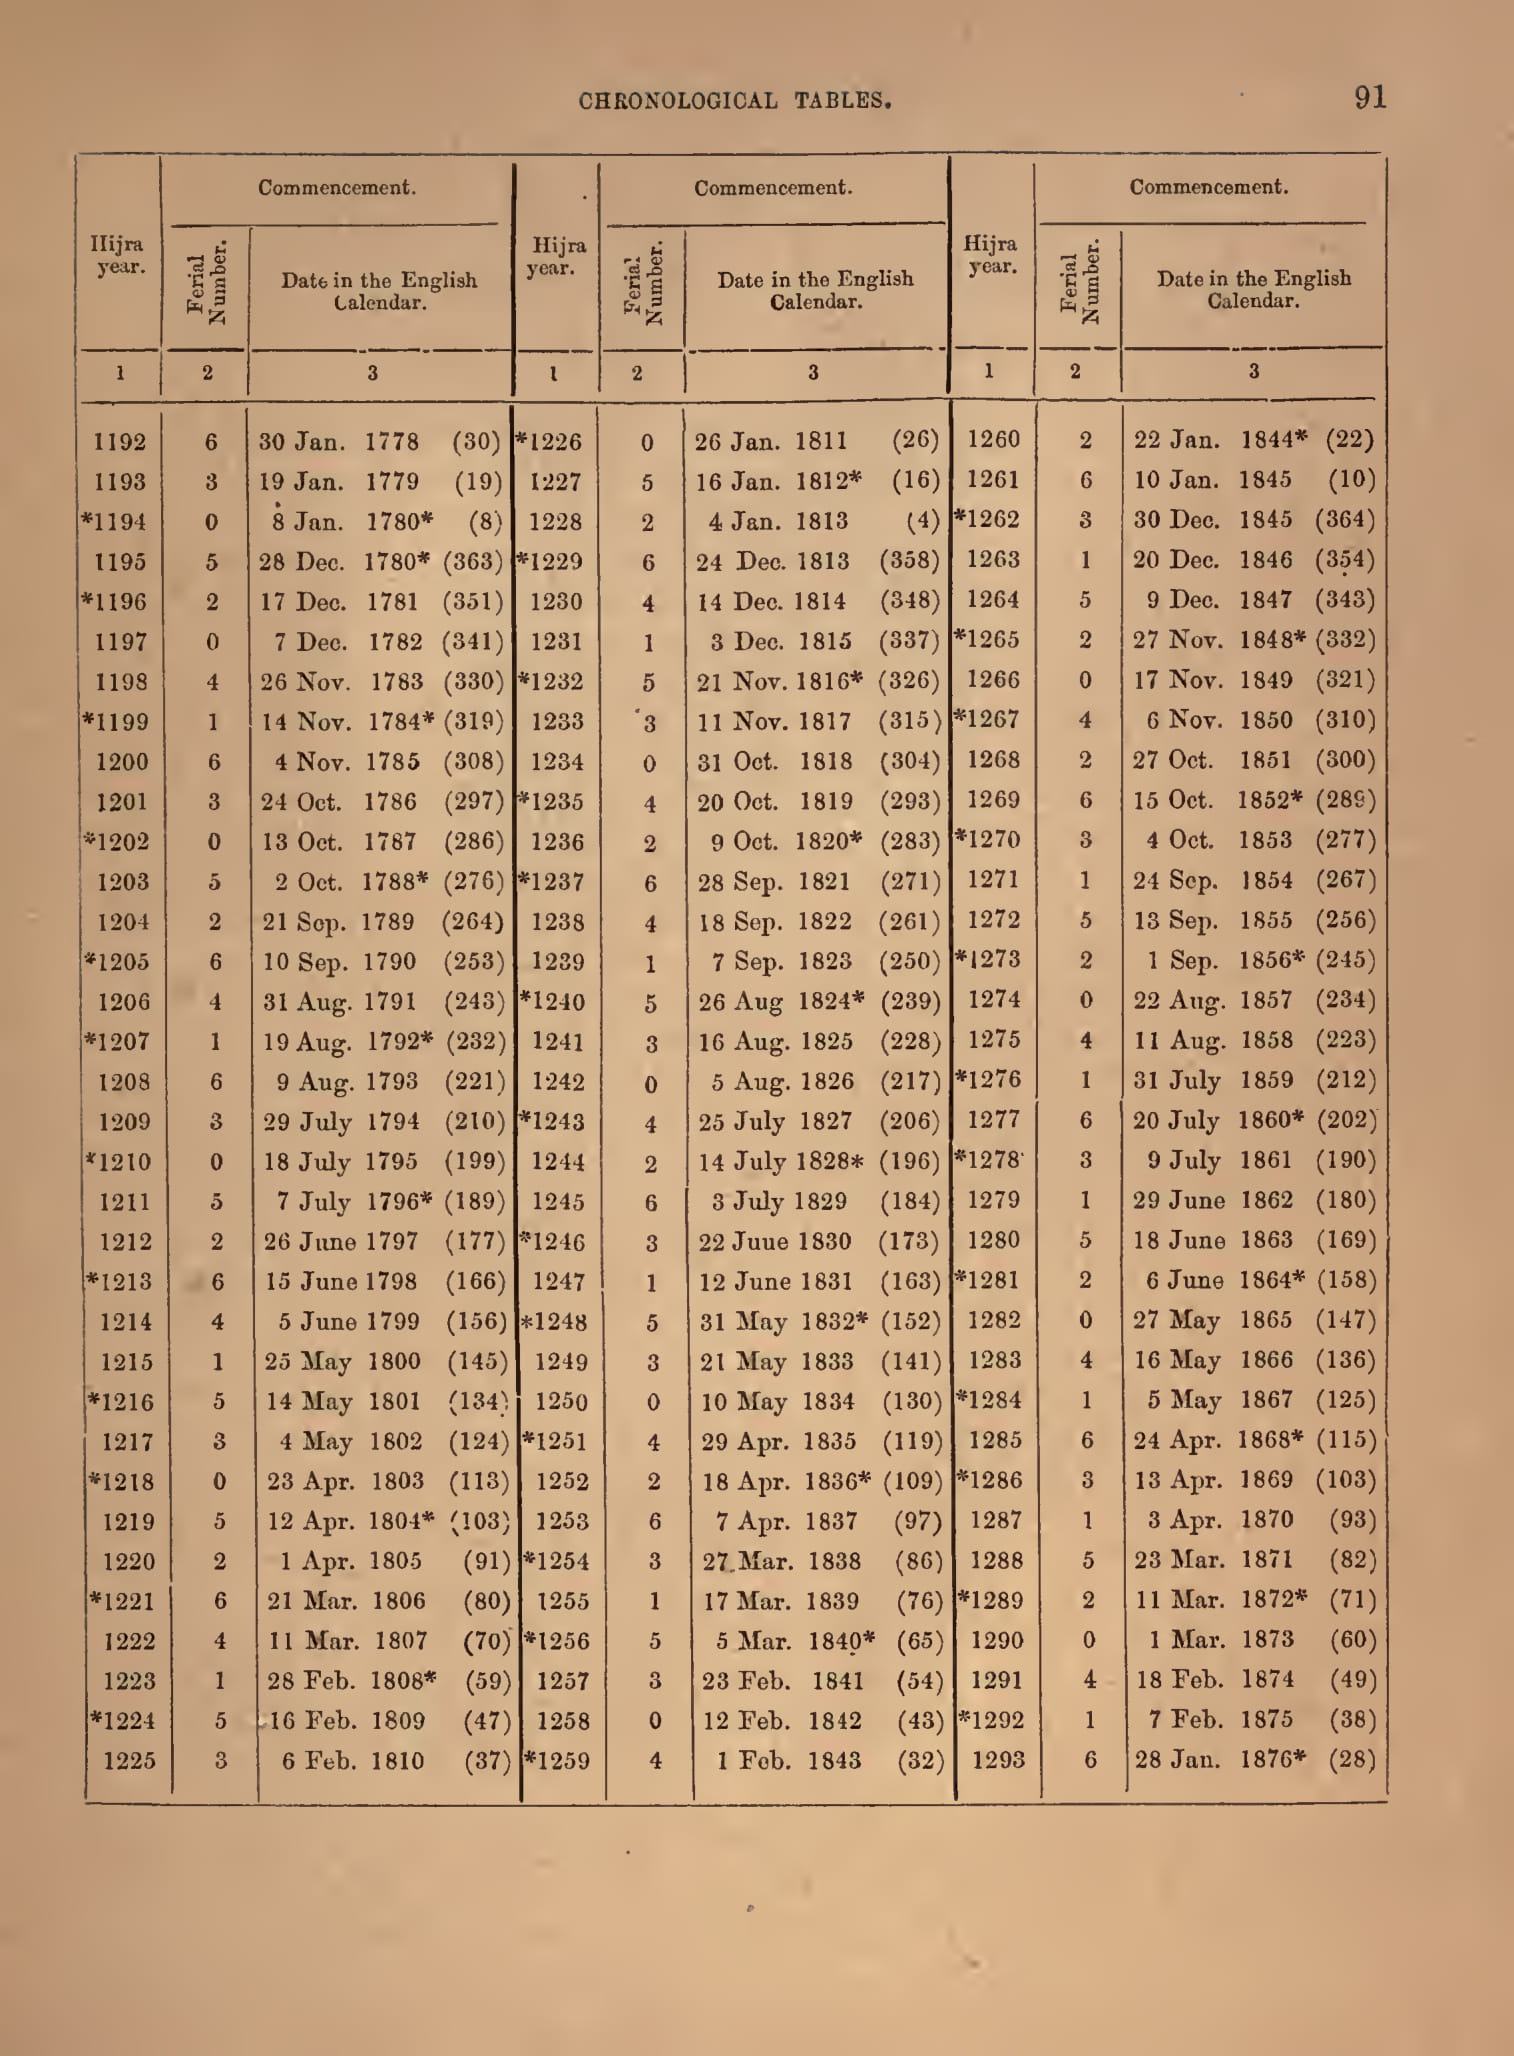 CHRONOLOGICAL TABLES. 91
Hijra year. Commencement. Hijra year. Commencement. Hijra year. Commencement.
Ferial Number. Date in the English Calendar. Ferial Number. Date in the English Calendar. Ferial Number. Date in the English Calendar.
1 2 3 1 2 3 1 2 3
1192 6 30 Jan. 1778 (30) *1226 0 26 Jan. 1811 (26) 1260 2 22 Jan. 1844* (22)
1193 3 19 Jan. 1779 (19) 1227 5 16 Jan. 1812* (16) 1261 6 10 Jan. 1845 (10)
*1194 0 8 Jan. 1780* (8) 1228 2 4 Jan. 1813 (4) *1262 3 30 Dec. 1845 (364)
1195 5 28 Dec. 1780* (363) *1229 6 24 Dec. 1813 (358) 1263 1 20 Dec. 1846 (354)
*1196 2 17 Dec. 1781 (351) 1230 4 14 Dec. 1814 (348) 1264 5 9 Dec. 1847 (343)
1197 0 7 Dec. 1782 (341) 1231 1 3 Dec. 1815 (337) *1265 2 27 Nov. 1848* (332)
1198 4 26 Nov. 1783 (330) *1232 5 21 Nov. 1816* (326) 1266 0 17 Nov. 1849 (321)
*1199 1 14 Nov. 1784* (319) 1233 3 11 Nov. 1817 (315) *1267 4 6 Nov. 1850 (310)
1200 6 4 Nov. 1785 (308) 1234 0 31 Oct. 1818 (304) 1268 2 27 Oct. 1851 (300)
1201 3 24 Oct. 1786 (297) *1235 4 20 Oct. 1819 (293) 1269 6 15 Oct. 1852* (289)
*1202 0 13 Oct. 1787 (286) 1236 2 9 Oct. 1820* (283) *1270 3 4 Oct. 1853 (277)
1203 5 2 Oct. 1788* (276) *1237 6 28 Sep. 1821 (271) 1271 1 24 Sep. 1854 (267)
1204 2 21 Sep. 1789 (264) 1238 4 18 Sep. 1822 (261) 1272 5 13 Sep. 1855 (256)
*1205 6 10 Sep. 1790 (253) 1239 1 7 Sep. 1823 (250) *1273 2 1 Sep. 1856* (245)
1206 4 31 Aug. 1791 (243) *1240 5 26 Aug 1824* (239) 1274 0 22 Aug. 1857 (234)
*1207 1 19 Aug. 1792* (232) 1241 3 16 Aug. 1825 (228) 1275 4 11 Aug. 1858 (223)
1208 6 9 Aug. 1793 (221) 1242 0 5 Aug. 1826 (217) *1276 1 31 July 1859 (212)
1209 3 29 July 1794 (210) *1243 4 25 July 1827 (206) 1277 6 20 July 1860* (202)
*1210 0 18 July 1795 (199) 1244 2 14 July 1828* (196) *1278 3 9 July 1861 (190)
1211 5 7 July 1796* (189) 1245 6 3 July 1829 (184) 1279 1 29 June 1862 (180)
1212 2 26 June 1797 (177) *1246 3 22 Juue 1830 (173) 1280 5 18 June 1863 (169)
*1213 6 15 June 1798 (166) 1247 1 12 June 1831 (163) *1281 2 6 June 1864* (158)
1214 4 5 June 1799 (156) *1248 5 31 May 1832* (152) 1282 0 27 May 1865 (147)
1215 1 25 May 1800 (145) 1249 3 21 May 1833 (141) 1283 4 16 May 1866 (136)
*1216 5 14 May 1801 (134) 1250 0 10 May 1834 (130) *1284 1 5 May 1867 (125)
1217 3 4 May 1802 (124) *1251 4 29 Apr. 1835 (119) 1285 6 24 Apr. 1868* (115)
*1218 0 23 Apr. 1803 (113) 1252 2 18 Apr. 1836* (109) *1286 3 13 Apr. 1869 (103)
1219 5 12 Apr. 1804* (103) 1253 6 7 Apr. 1837 (97) 1287 1 3 Apr. 1870 (93)
1220 2 1 Apr. 1805 (91) *1254 3 27 Mar. 1838 (86) 1288 5 23 Mar. 1871 (82)
*1221 6 21 Mar. 1806 (80) 1255 1 17 Mar. 1839 (76) *1289 2 11 Mar. 1872* (71)
1222 4 11 Mar. 1807 (70) *1256 5 5 Mar. 1840* (65) 1290 0 1 Mar. 1873 (60)
1223 1 28 Feb. 1808* (59) 1257 3 23 Feb. 1841 (54) 1291 4 18 Feb. 1874 (49)
*1224 5 16 Feb. 1809 (47) 1258 0 12 Feb. 1842 (43) *1292 1 7 Feb. 1875 (38)
1225 3 6 Feb. 1810 (37) *1259 4 1 Feb. 1843 (32) 1293 6 28 Jan. 1876* (28)